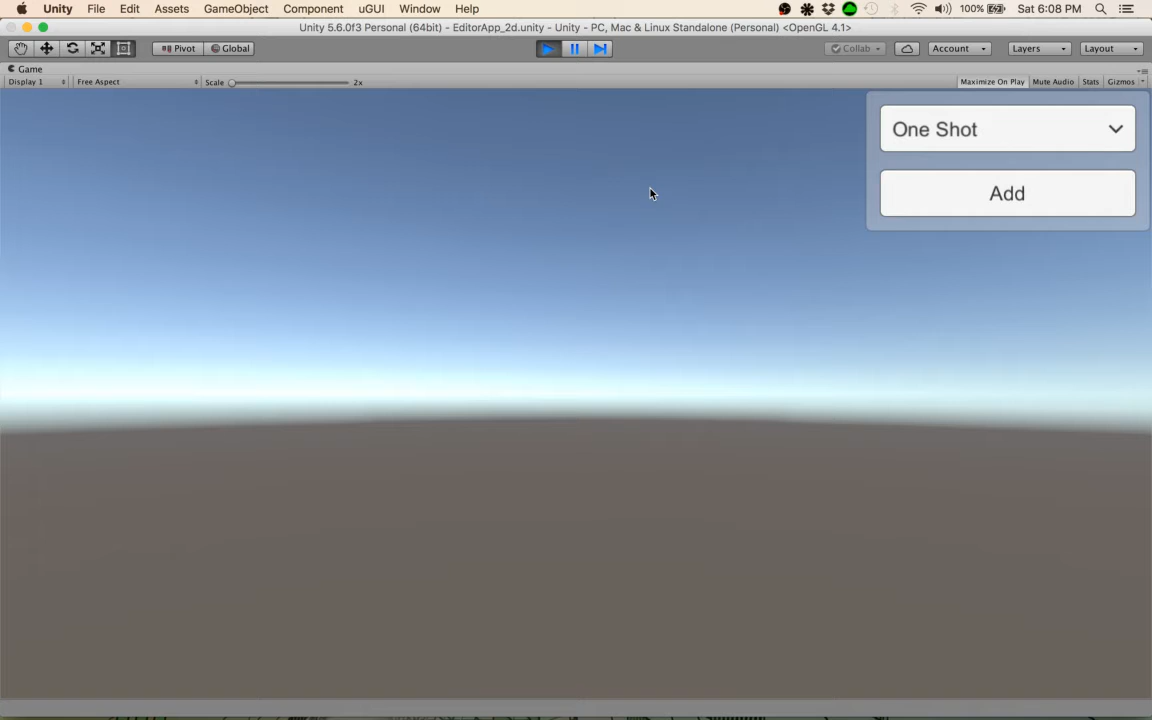 Unity File Edit Assets GameObject Component uGUI Window Help 100% Sat 6:08 PM
Unity 5.6.0f3 Personal (64bit) - EditorApp_2d.unity - Unity - PC, Mac & Linux Standalone (Personal) <OpenGL 4.1>
Pivot Global Collab Account Layers Layout
Game
Display 1 Free Aspect Scale 2x Maximize On Play Mute Audio Stats Gizmos
One Shot
Add